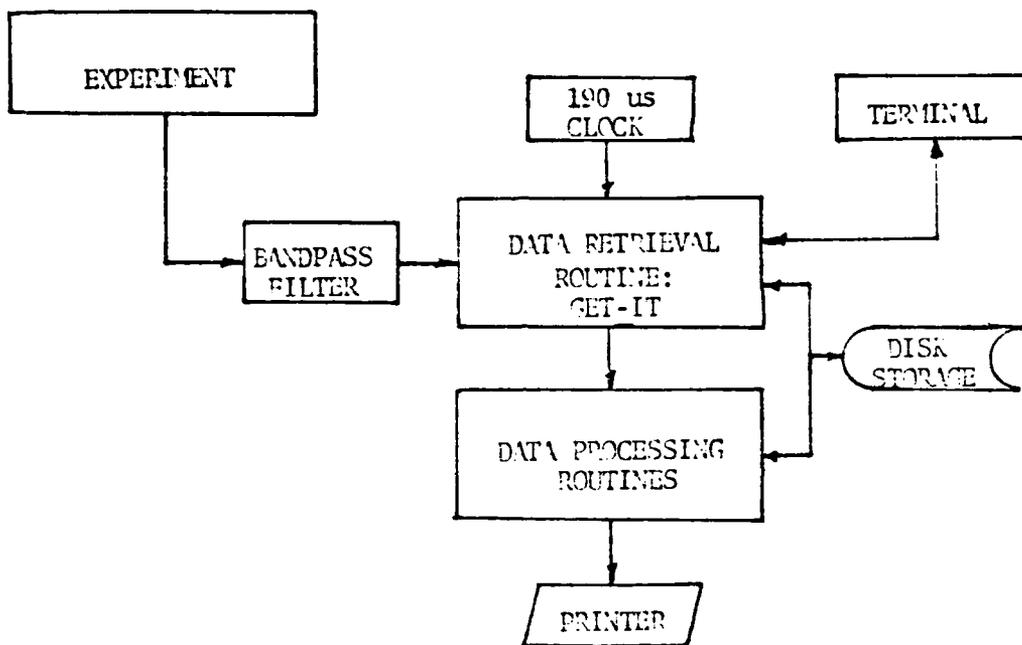 EXPERIMENT
190 us
CLOCK
TERMINAL
BANDPASS
FILTER
DATA RETRIEVAL
ROUTINE:
GET-IT
DISK
STORAGE
DATA PROCESSING
ROUTINES
PRINTER